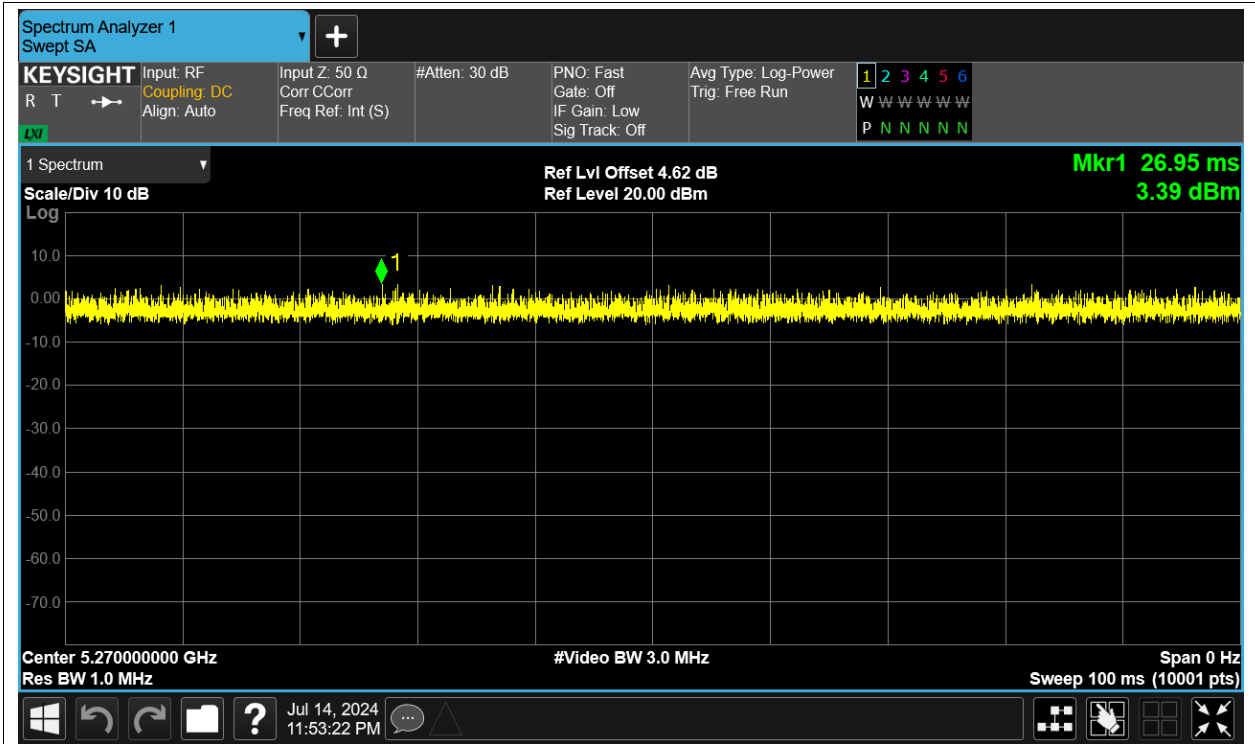 Spectrum Analyzer 1
Swept SA
KEYSIGHT
R T
LXI
Input: RF
Coupling: DC
Align: Auto
Input Z: 50 Ω
Corr CCorr
Freq Ref: Int (S)
#Atten: 30 dB
PNO: Fast
Gate: Off
IF Gain: Low
Sig Track: Off
Avg Type: Log-Power
Trig: Free Run
1 2 3 4 5 6
W W W W W W
P N N N N N
1 Spectrum
Scale/Div 10 dB
Ref Lvl Offset 4.62 dB
Ref Level 20.00 dBm
Mkr1 26.95 ms
3.39 dBm
Log
10.0
1
0.00
-10.0
-20.0
-30.0
-40.0
-50.0
-60.0
-70.0
Center 5.270000000 GHz
#Video BW 3.0 MHz
Span 0 Hz
Res BW 1.0 MHz
Sweep 100 ms (10001 pts)
?
Jul 14, 2024
11:53:22 PM